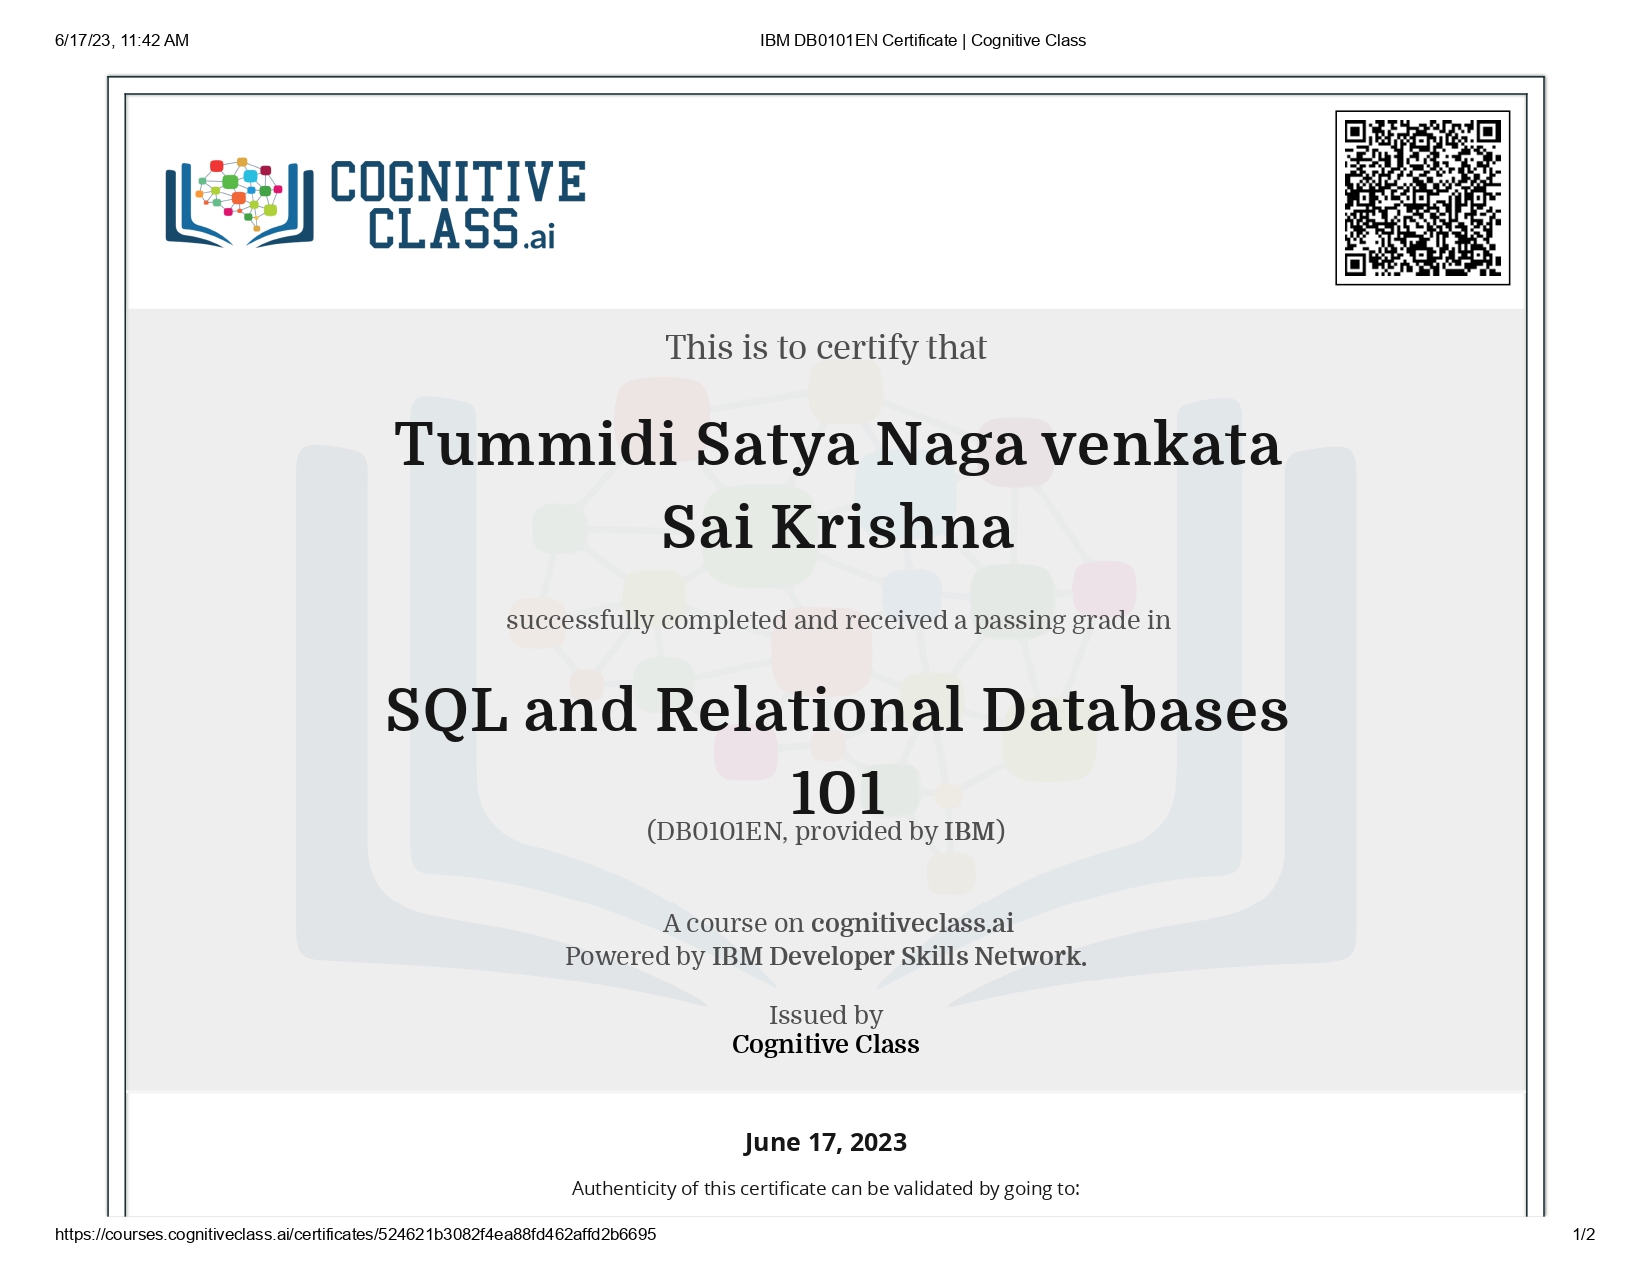 6/17/23, 11:42 AM
IBM DB0101EN Certificate | Cognitive Class
COGNITIVE
CLASS.ai
This is to certify that
Tummidi Satya Naga venkata
Sai Krishna
successfully completed and received a passing grade in
SQL and Relational Databases
101
(DB0101EN, provided by IBM)
A course on cognitiveclass.ai
Powered by IBM Developer Skills Network.
Issued by
Cognitive Class
June 17, 2023
Authenticity of this certificate can be validated by going to:
https://courses.cognitiveclass.ai/certificates/524621b3082f4ea88fd462affd2b6695
1/2